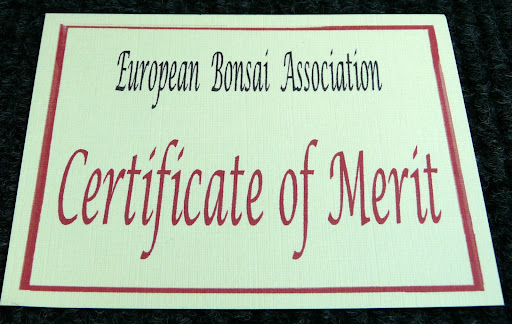 European Bonsai Association
Certificate of Merit